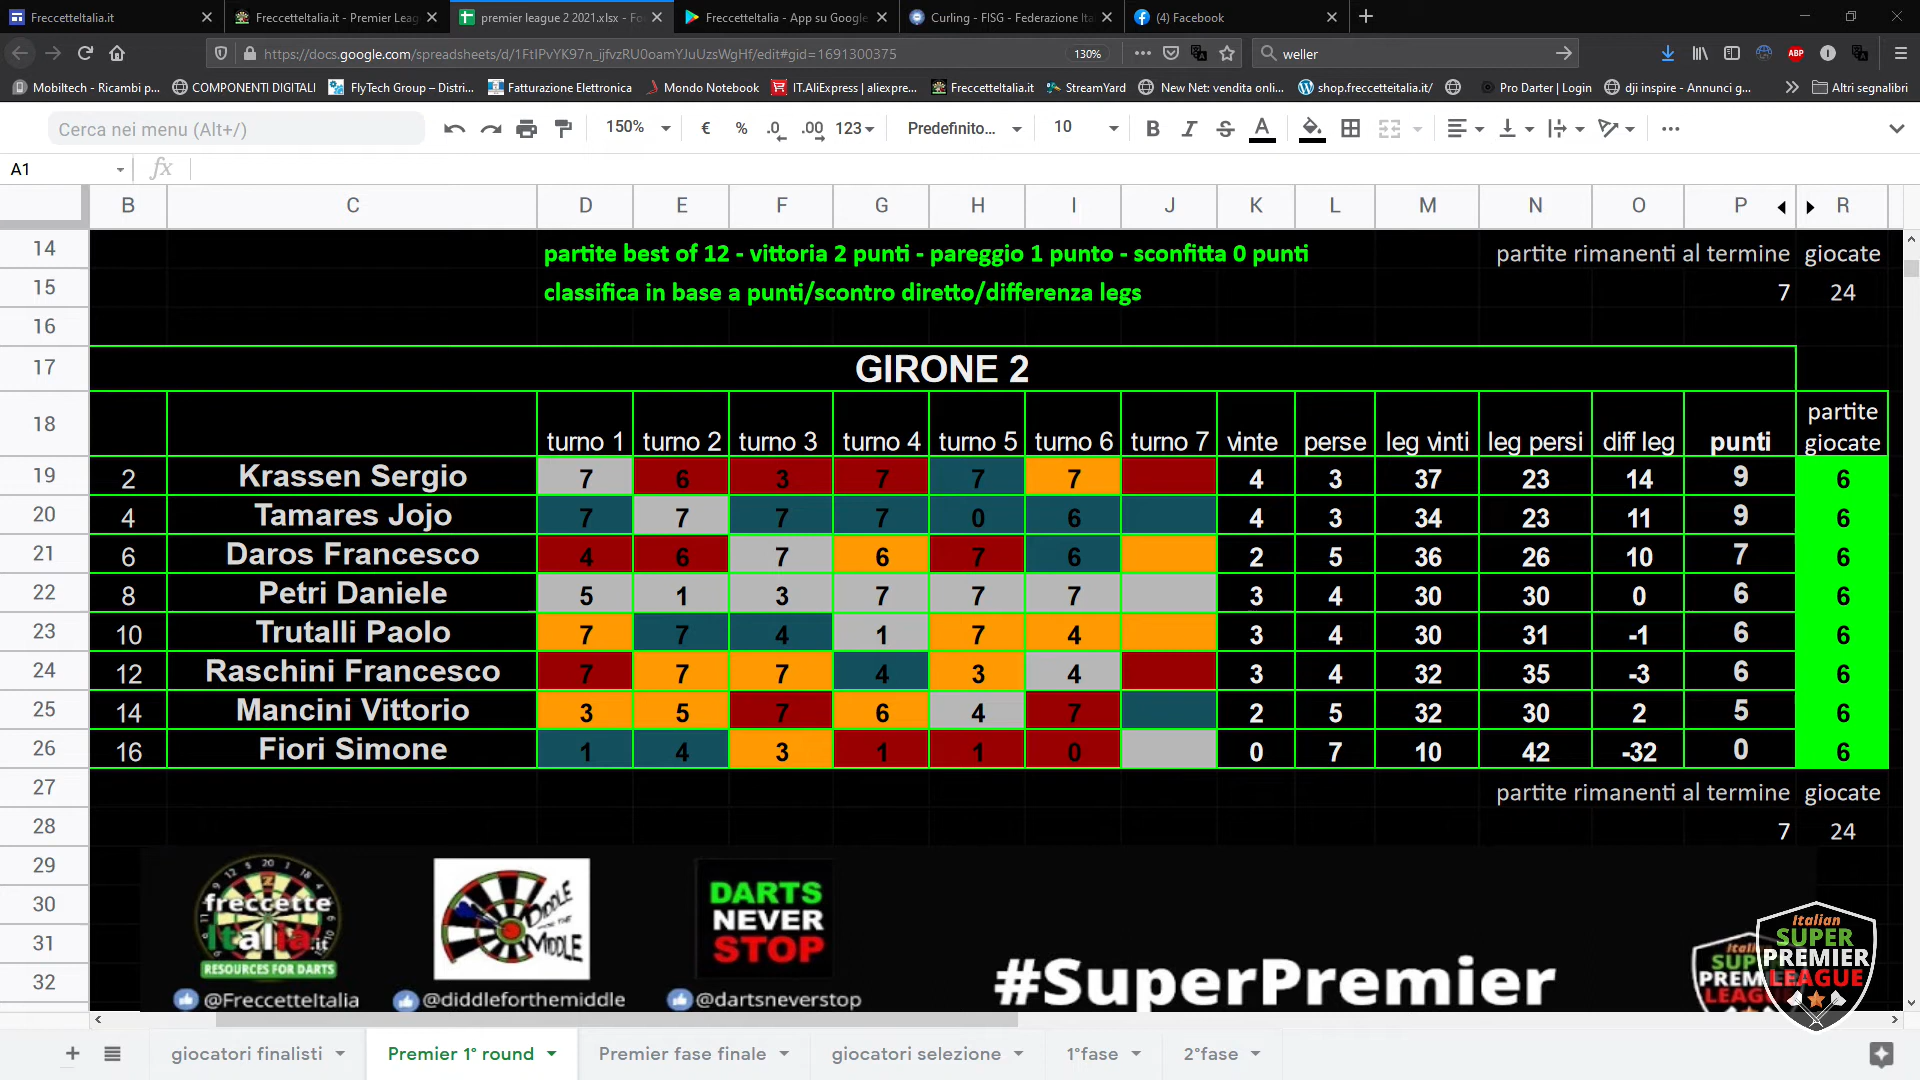 FreccetteItalia.it
FreccetteItalia.it - Premier Leag
premier league 2 2021.xlsx - Fo
FreccetteItalia - App su Google
Curling - FISG - Federazione Ita
(4) Facebook
https://docs.google.com/spreadsheets/d/1FtIPvYK97n_ijfvzRU0oamYJuUzsWgHf/edit#gid=1691300375
130%
weller
ABP
Mobiltech - Ricambi p...
COMPONENTI DIGITALI
FlyTech Group – Distri...
Fatturazione Elettronica
Mondo Notebook
IT.AliExpress | aliexpre...
FreccetteItalia.it
StreamYard
New Net: vendita onli...
shop.freccetteitalia.it/
Pro Darter | Login
dji inspire - Annunci g...
Altri segnalibri
Cerca nei menu (Alt+/)
150% € % .0 .00 123 Predefinito... 10 B I S A
A1 fx
B C D E F G H I J K L M N O P R
14 partite best of 12 - vittoria 2 punti - pareggio 1 punto - sconfitta 0 punti partite rimanenti al termine giocate
15 classifica in base a punti/scontro diretto/differenza legs 7 24
16
17 GIRONE 2
18 turno 1 turno 2 turno 3 turno 4 turno 5 turno 6 turno 7 vinte perse leg vinti leg persi diff leg punti partite giocate
19 2 Krassen Sergio 7 6 3 7 7 7 4 3 37 23 14 9 6
20 4 Tamares Jojo 7 7 7 7 0 6 4 3 34 23 11 9 6
21 6 Daros Francesco 4 6 7 6 7 6 2 5 36 26 10 7 6
22 8 Petri Daniele 5 1 3 7 7 7 3 4 30 30 0 6 6
23 10 Trutalli Paolo 7 7 4 1 7 4 3 4 30 31 -1 6 6
24 12 Raschini Francesco 7 7 7 4 3 4 3 4 32 35 -3 6 6
25 14 Mancini Vittorio 3 5 7 6 4 7 2 5 32 30 2 5 6
26 16 Fiori Simone 1 4 3 1 1 0 0 7 10 42 -32 0 6
27 partite rimanenti al termine giocate
28 7 24
29
30
31
32
freccette
Italia.it
RESOURCES FOR DARTS
@FreccetteItalia
DIDDLE
FOR THE
MIDDLE
@diddleforthemiddle
DARTS
NEVER
STOP
@dartsneverstop
#SuperPremier
Italian
SUPER
PREMIER
LEAGUE
giocatori finalisti
Premier 1° round
Premier fase finale
giocatori selezione
1°fase
2°fase